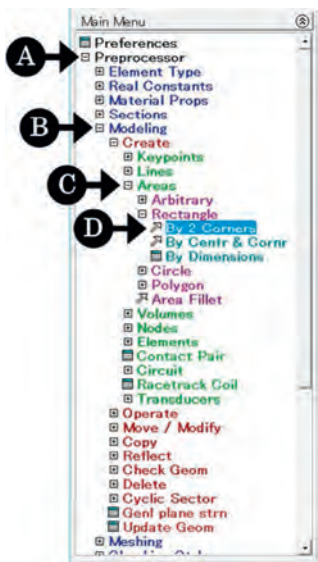 Main Menu
Preferences
A
Preprocessor
Element Type
Real Constants
Material Props
Sections
B
Modeling
Create
Keypoints
Lines
C
Areas
Arbitrary
Rectangle
D
By 2 Corners
By Centr & Cornr
By Dimensions
Circle
Polygon
Area Fillet
Volumes
Nodes
Elements
Contact Pair
Circuit
Racetrack Coil
Transducers
Operate
Move / Modify
Copy
Reflect
Check Geom
Delete
Cyclic Sector
Genl plane strn
Update Geom
Meshing